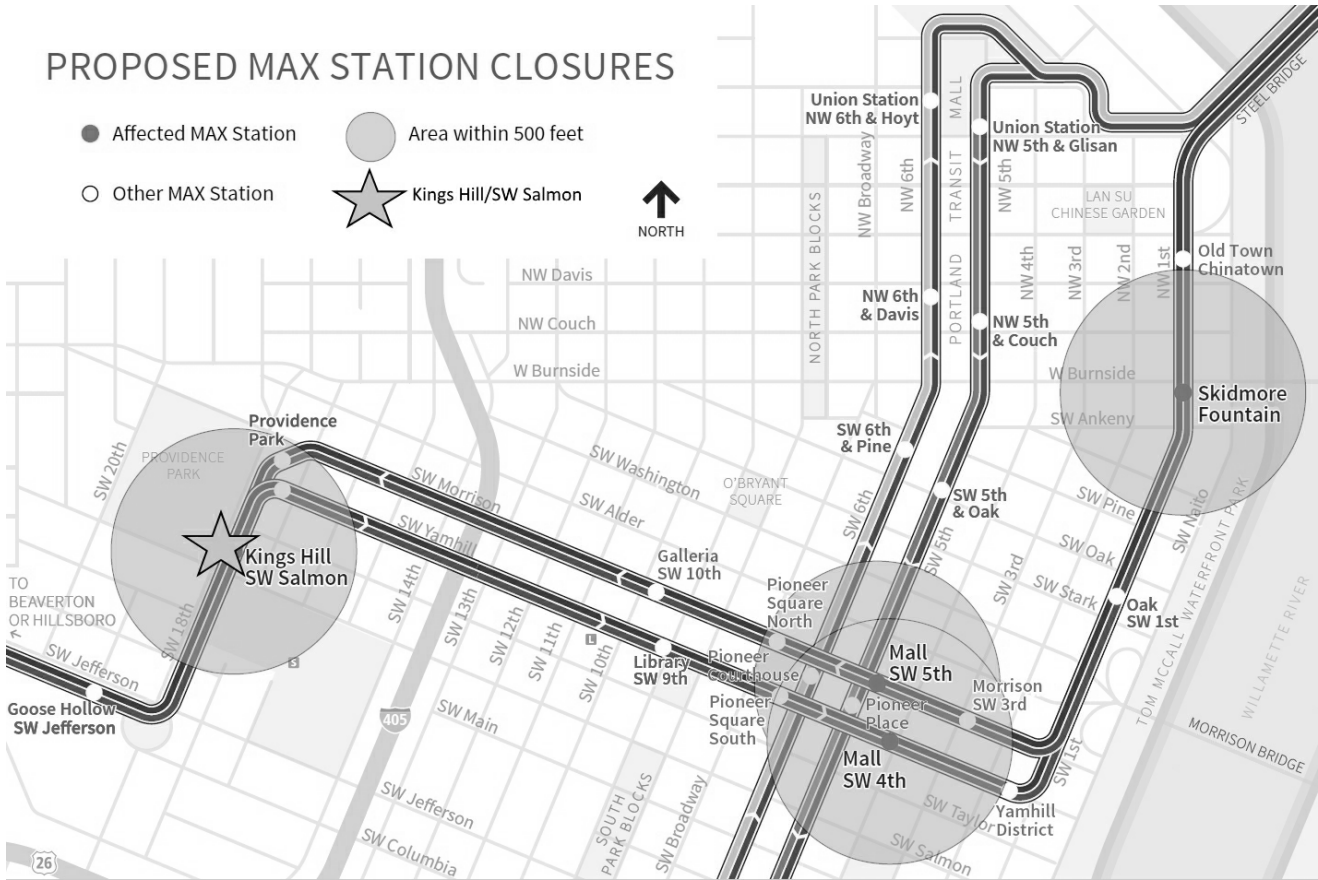 PROPOSED MAX STATION CLOSURES
Affected MAX Station
Area within 500 feet
Other MAX Station
Kings Hill/SW Salmon
NORTH
Union Station
NW 6th & Hoyt
Union Station
NW 5th & Glisan
STEEL BRIDGE
MALL
TRANSIT
PORTLAND
NW Broadway
NW 6th
NW 5th
NORTH PARK BLOCKS
LAN SU
CHINESE GARDEN
NW 4th
NW 3rd
NW 2nd
NW 1st
Old Town
Chinatown
NW Davis
NW Couch
W Burnside
NW 6th
& Davis
NW 5th
& Couch
W Burnside
SW Ankeny
Skidmore
Fountain
Providence
Park
PROVIDENCE
PARK
SW 20th
SW Morrison
SW Yamhill
SW Washington
SW Alder
O'BRYANT
SQUARE
SW 6th
& Pine
SW 5th
& Oak
SW 6th
SW 5th
SW Pine
SW Oak
SW Stark
SW 3rd
SW Naito
TOM MCCALL WATERFRONT PARK
WILLAMETTE RIVER
Oak
SW 1st
Kings Hill
SW Salmon
TO
BEAVERTON
OR HILLSBORO
SW 18th
SW Jefferson
Goose Hollow
SW Jefferson
S
SW 14th
SW 13th
SW 12th
SW 11th
SW 10th
L
Galleria
SW 10th
Library
SW 9th
Pioneer
Square
North
Pioneer
Courthouse
Pioneer
Square
South
Mall
SW 5th
Pioneer
Place
Morrison
SW 3rd
Mall
SW 4th
SW 1st
Yamhill
District
MORRISON BRIDGE
405
SW Main
SW Jefferson
SW Columbia
SOUTH
PARK BLOCKS
SW Broadway
SW Taylor
SW Salmon
26